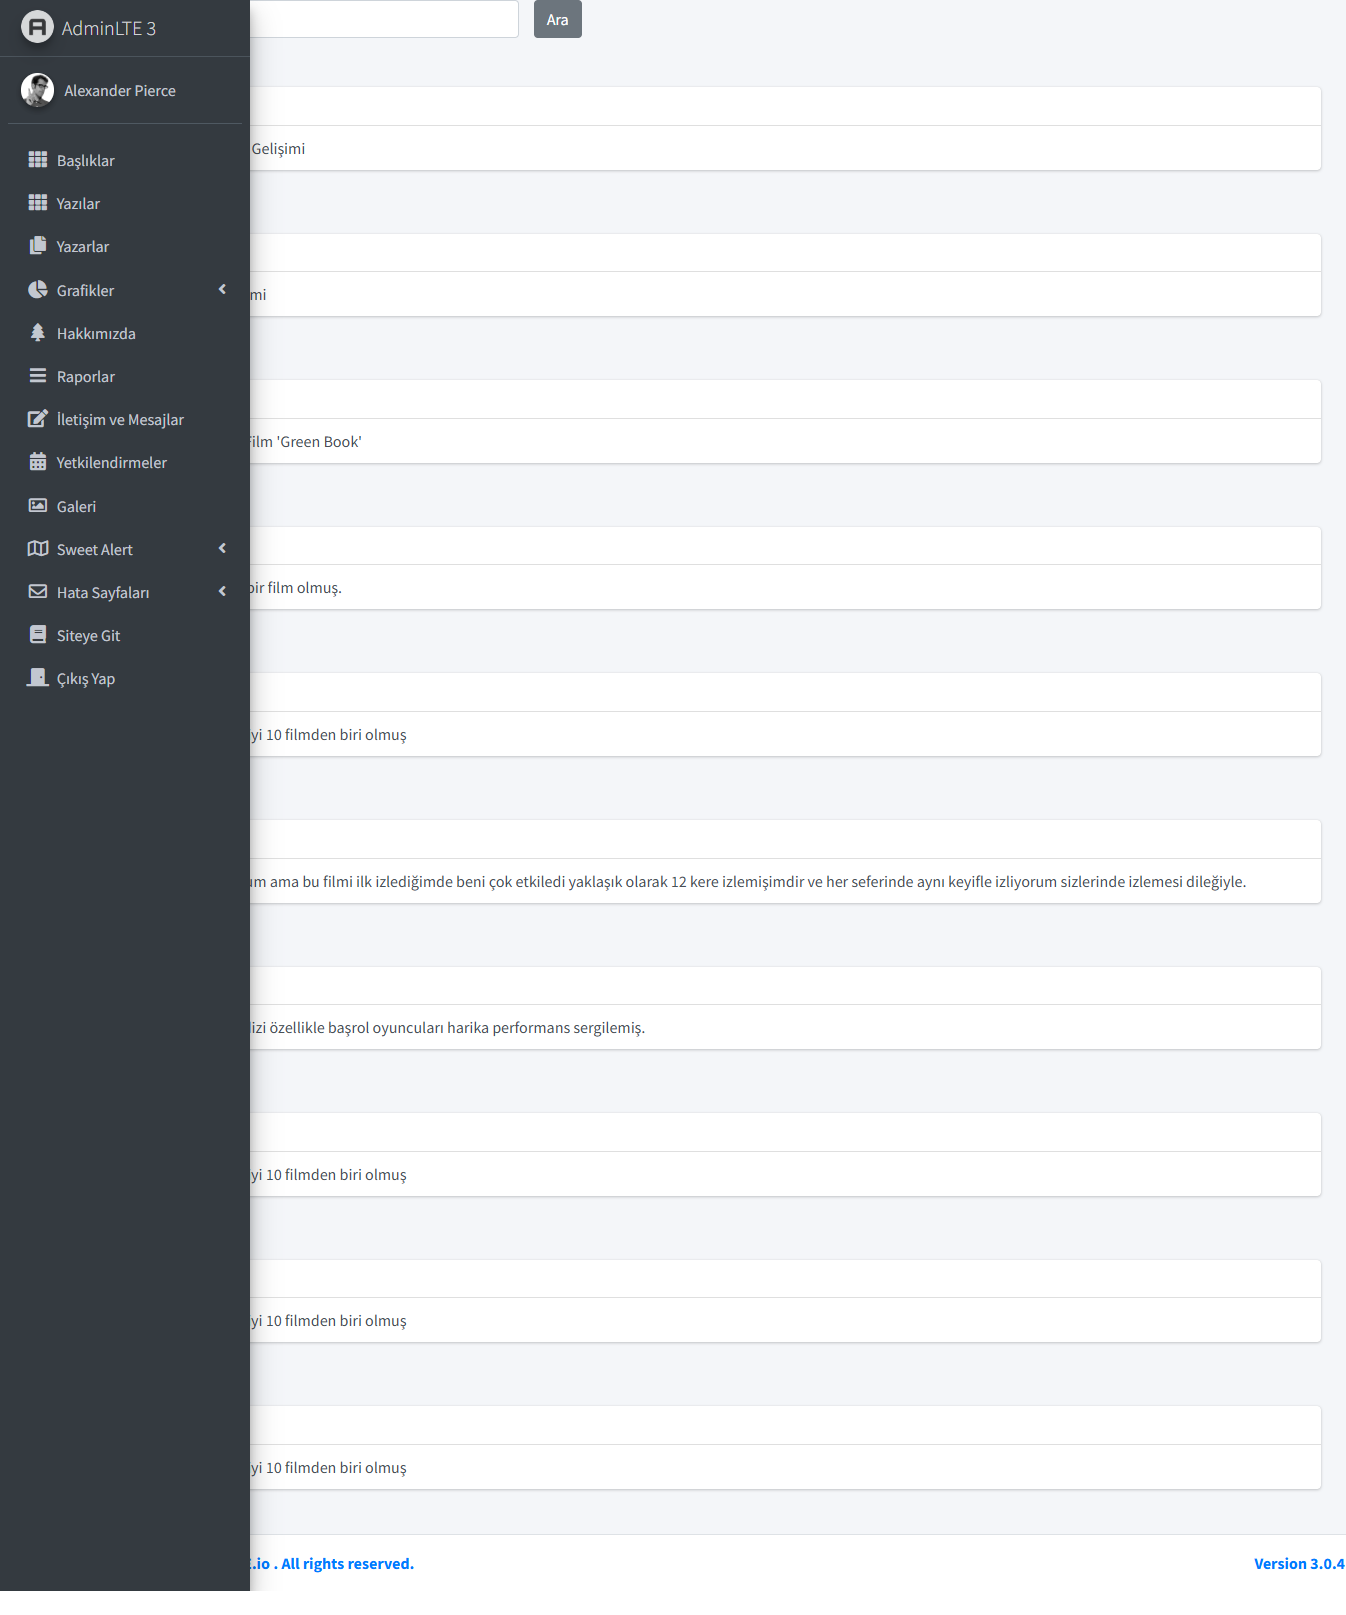 AdminLTE 3
Alexander Pierce
Başlıklar
Yazılar
Yazarlar
Grafikler
Hakkımızda
Raporlar
İletişim ve Mesajlar
Yetkilendirmeler
Galeri
Sweet Alert
Hata Sayfaları
Siteye Git
Çıkış Yap
Ara
Gelişimi
mi
Film 'Green Book'
bir film olmuş.
yi 10 filmden biri olmuş
um ama bu filmi ilk izlediğimde beni çok etkiledi yaklaşık olarak 12 kere izlemişimdir ve her seferinde aynı keyifle izliyorum sizlerinde izlemesi dileğiyle.
izi özellikle başrol oyuncuları harika performans sergilemiş.
yi 10 filmden biri olmuş
yi 10 filmden biri olmuş
yi 10 filmden biri olmuş
.io . All rights reserved.
Version 3.0.4